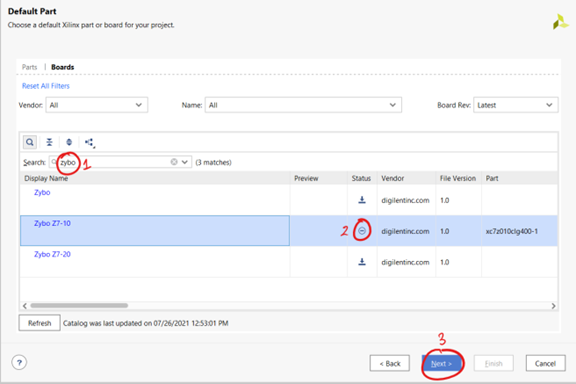 Default Part
Choose a default Xilinx part or board for your project.
Parts | Boards
Reset All Filters
Vendor: All Name: All Board Rev: Latest
Search: zybo (3 matches) 1
Display Name Preview Status Vendor File Version Part
Zybo digilentinc.com 1.0
Zybo Z7-10 2 digilentinc.com 1.0 xc7z010clg400-1
Zybo Z7-20 digilentinc.com 1.0
Refresh Catalog was last updated on 07/26/2021 12:53:01 PM
3
? < Back Next > Finish Cancel